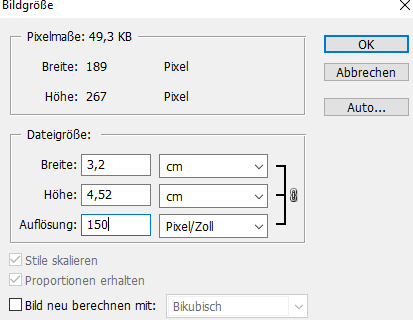 Bildgröße
Pixelmaße: 49,3 KB
OK
Breite: 189 Pixel
Abbrechen
Höhe: 267 Pixel
Auto...
Dateigröße:
Breite: 3,2 cm
Höhe: 4,52 cm
Auflösung: 150 Pixel/Zoll
Stile skalieren
Proportionen erhalten
Bild neu berechnen mit: Bikubisch